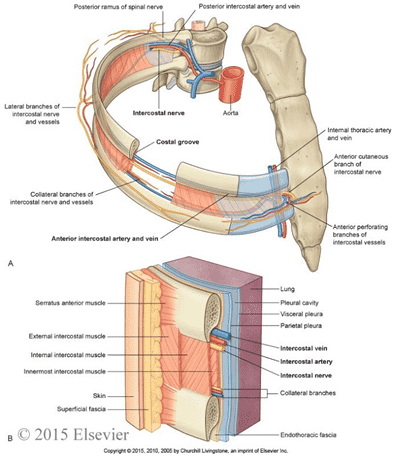 Posterior ramus of spinal nerve
Posterior intercostal artery and vein
Lateral branches of
intercostal nerve
and vessels
Intercostal nerve
Aorta
Costal groove
Internal thoracic artery
and vein
Anterior cutaneous
branch of
intercostal nerve
Collateral branches of
intercostal nerve and vessels
Anterior perforating
branches of
intercostal vessels
Anterior intercostal artery and vein
A
Lung
Pleural cavity
Visceral pleura
Parietal pleura
Serratus anterior muscle
External intercostal muscle
Internal intercostal muscle
Innermost intercostal muscle
Intercostal vein
Intercostal artery
Intercostal nerve
Collateral branches
Skin
Superficial fascia
Endothoracic fascia
B
© 2015 Elsevier
Copyright © 2015, 2010, 2005 by Churchill Livingstone, an imprint of Elsevier Inc.